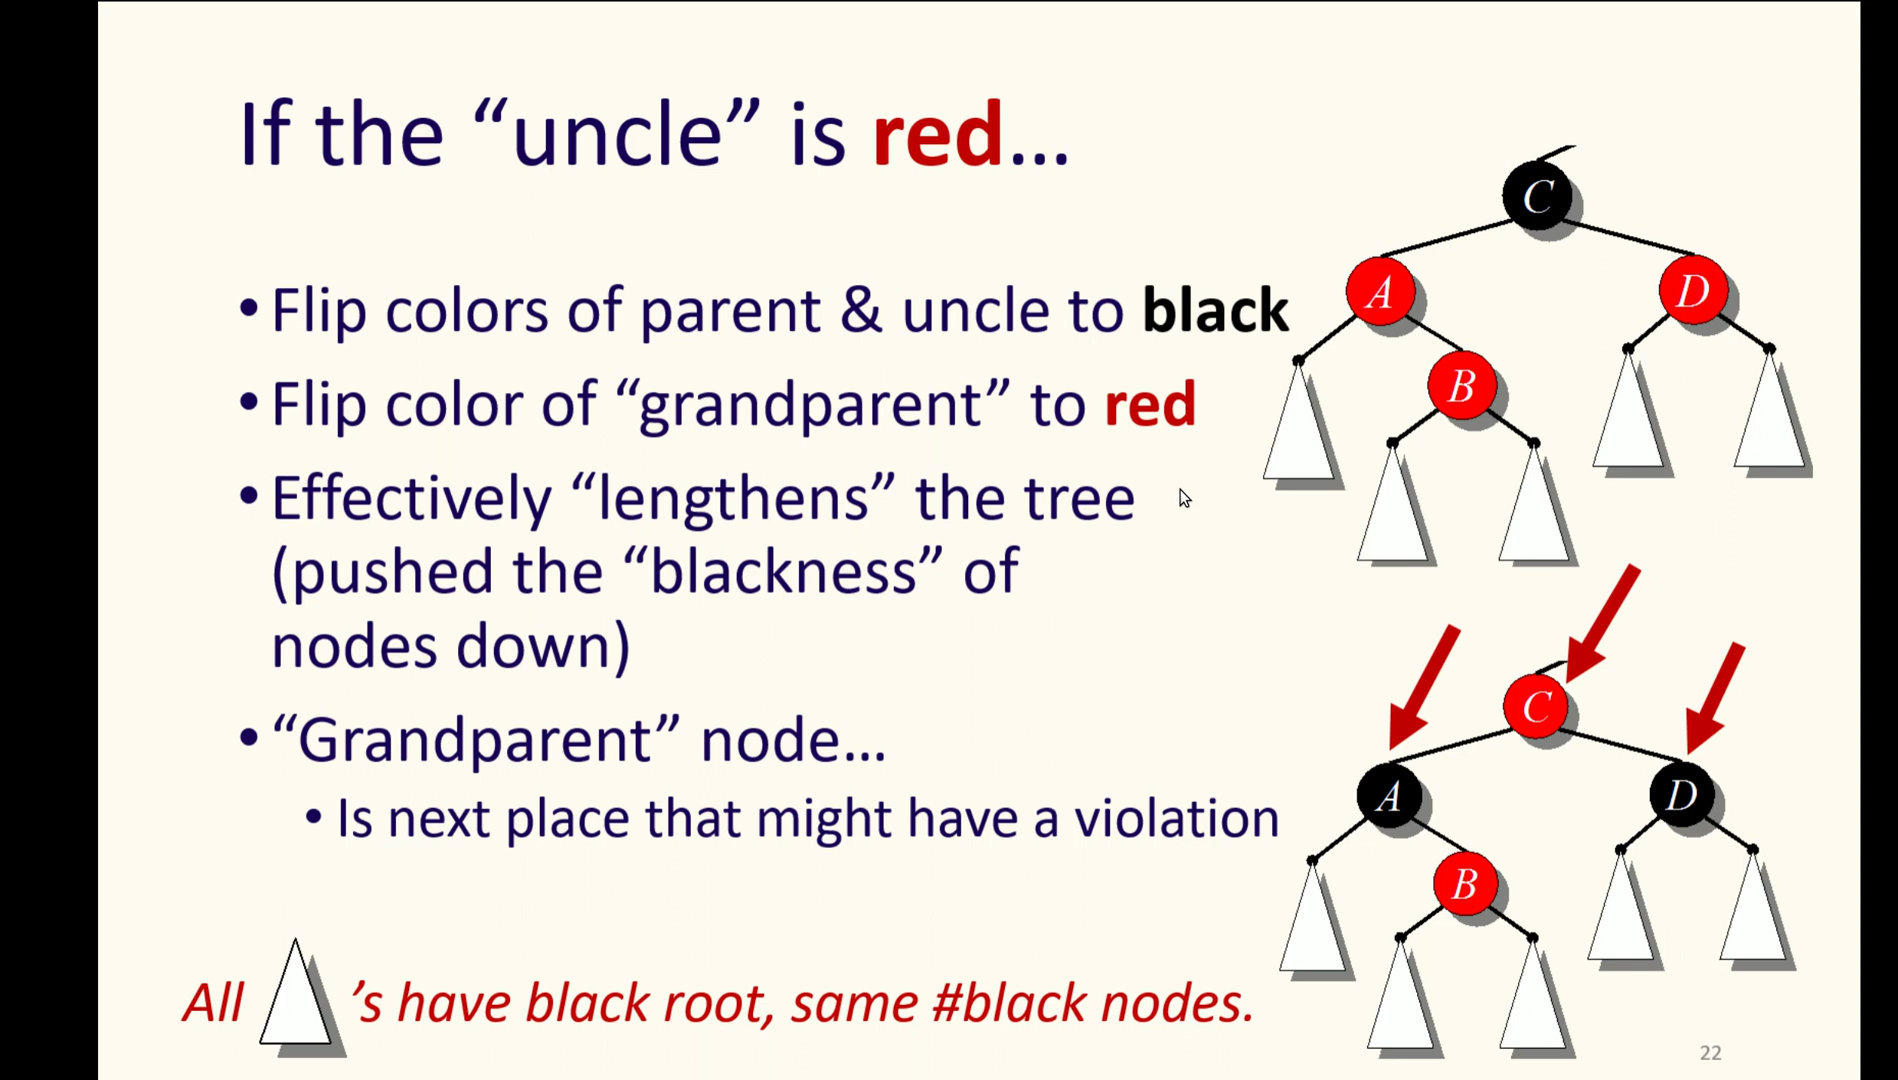 If the “uncle” is red...
• Flip colors of parent & uncle to black
• Flip color of “grandparent” to red
• Effectively “lengthens” the tree
(pushed the “blackness” of
nodes down)
• “Grandparent” node...
• Is next place that might have a violation
All ’s have black root, same #black nodes.
C
A
D
B
C
A
D
B
22